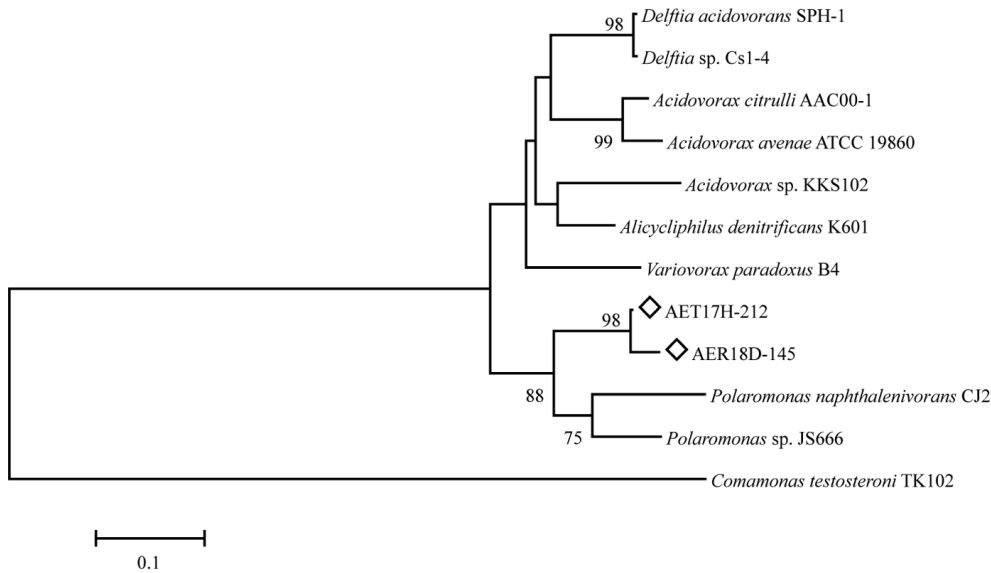 98
Delftia acidovorans SPH-1
Delftia sp. Cs1-4
Acidovorax citrulli AAC00-1
99
Acidovorax avenae ATCC 19860
Acidovorax sp. KKS102
Alicycliphilus denitrificans K601
Variovorax paradoxus B4
98
AET17H-212
AER18D-145
88
Polaromonas naphthalenivorans CJ2
75
Polaromonas sp. JS666
Comamonas testosteroni TK102
0.1